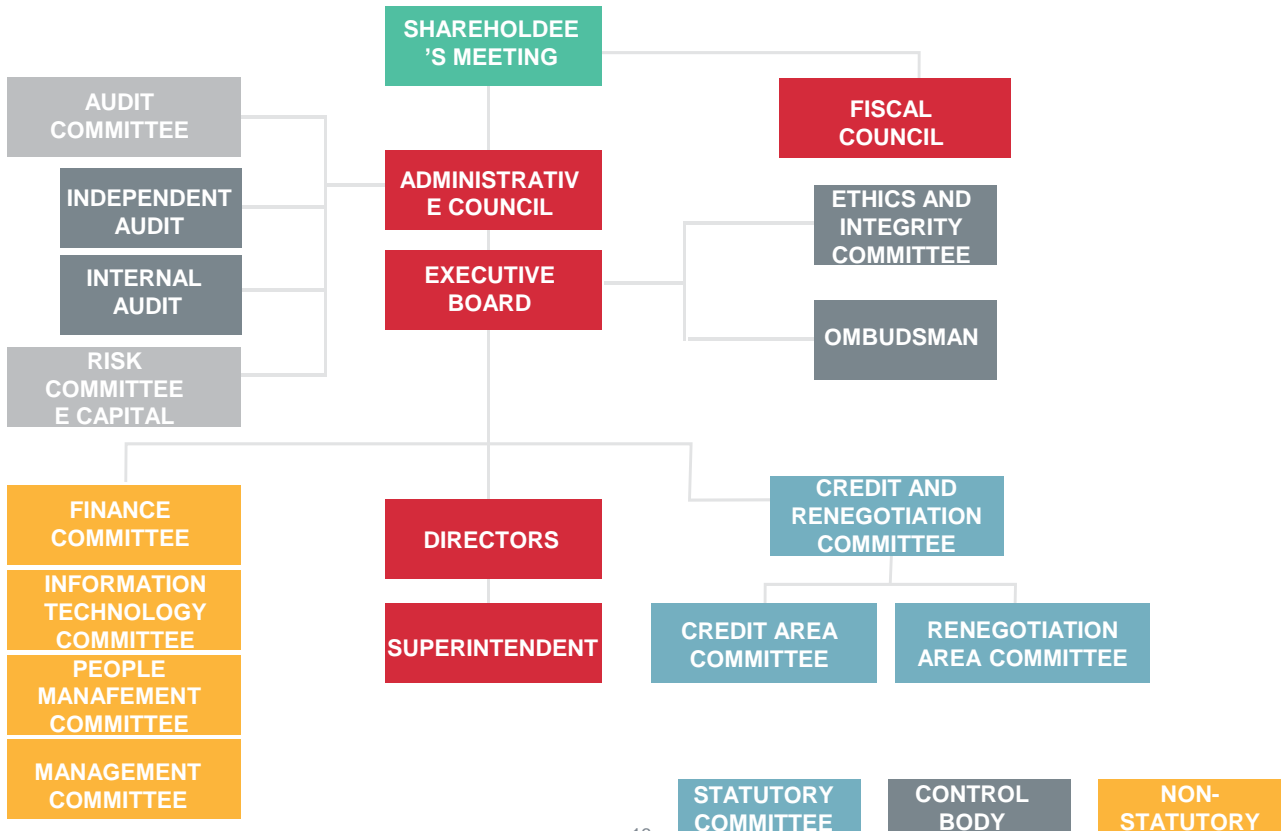 SHAREHOLDEE
'S MEETING
AUDIT
COMMITTEE
FISCAL
COUNCIL
ADMINISTRATIV
E COUNCIL
INDEPENDENT
AUDIT
ETHICS AND
INTEGRITY
COMMITTEE
INTERNAL
AUDIT
EXECUTIVE
BOARD
OMBUDSMAN
RISK
COMMITTEE
E CAPITAL
FINANCE
COMMITTEE
DIRECTORS
CREDIT AND
RENEGOTIATION
COMMITTEE
INFORMATION
TECHNOLOGY
COMMITTEE
SUPERINTENDENT
CREDIT AREA
COMMITTEE
RENEGOTIATION
AREA COMMITTEE
PEOPLE
MANAFEMENT
COMMITTEE
MANAGEMENT
COMMITTEE
STATUTORY
COMMITTEE
CONTROL
BODY
NON-
STATUTORY